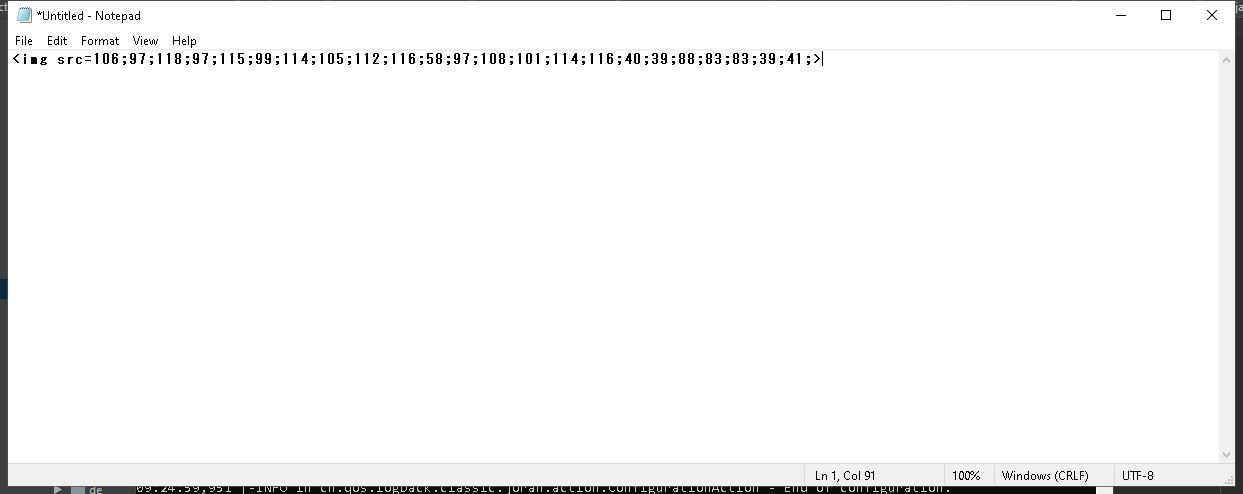 *Untitled - Notepad
File Edit Format View Help
<img src=106;97;118;97;115;99;114;105;112;116;58;97;108;101;114;116;40;39;88;83;83;39;41;>
Ln 1, Col 91 100% Windows (CRLF) UTF-8
de 09:24:59,951 |-INFO in ch.qos.logback.classic.joran.action.ConfigurationAction - End of configuration.